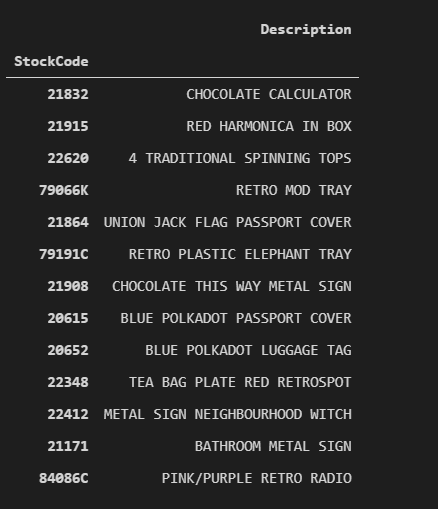 Description
StockCode
21832 CHOCOLATE CALCULATOR
21915 RED HARMONICA IN BOX
22620 4 TRADITIONAL SPINNING TOPS
79066K RETRO MOD TRAY
21864 UNION JACK FLAG PASSPORT COVER
79191C RETRO PLASTIC ELEPHANT TRAY
21908 CHOCOLATE THIS WAY METAL SIGN
20615 BLUE POLKADOT PASSPORT COVER
20652 BLUE POLKADOT LUGGAGE TAG
22348 TEA BAG PLATE RED RETROSPOT
22412 METAL SIGN NEIGHBOURHOOD WITCH
21171 BATHROOM METAL SIGN
84086C PINK/PURPLE RETRO RADIO